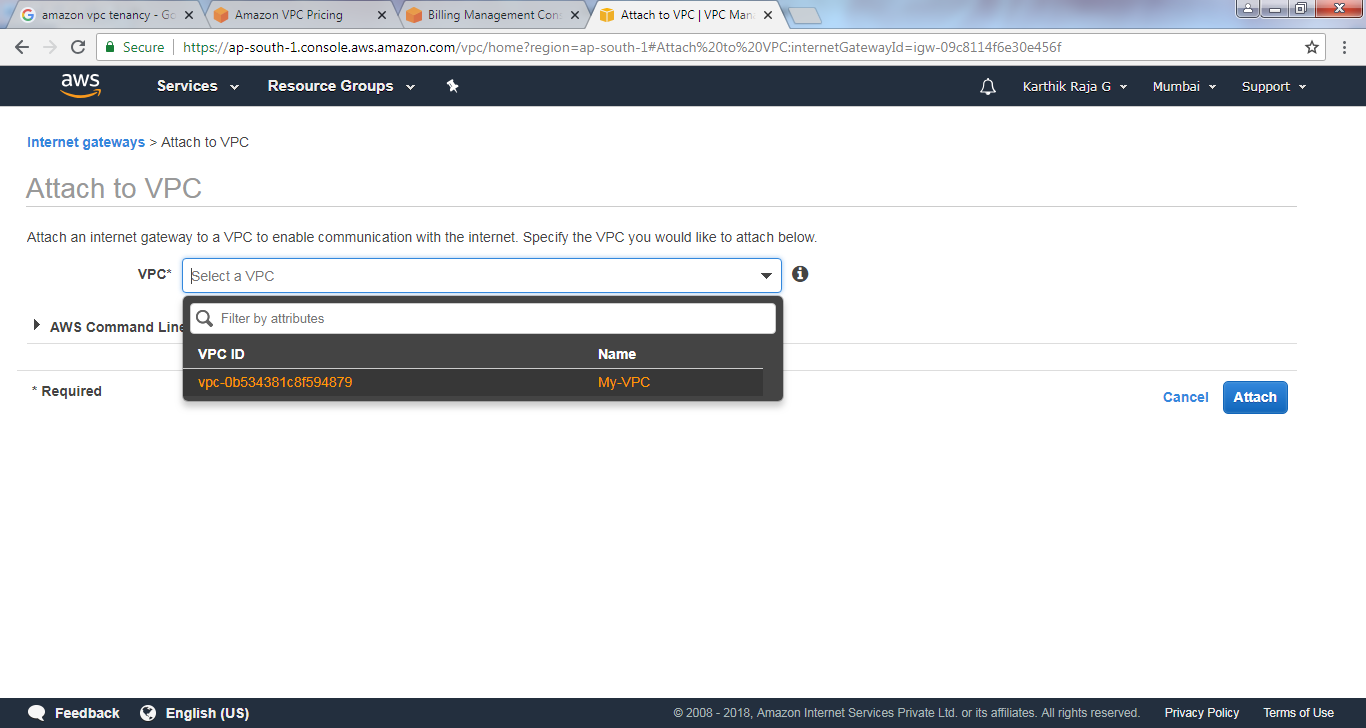 amazon vpc tenancy - Go
Amazon VPC Pricing
Billing Management Cons
Attach to VPC | VPC Man
Secure
https://ap-south-1.console.aws.amazon.com/vpc/home?region=ap-south-1#Attach%20to%20VPC:internetGatewayId=igw-09c8114f6e30e456f
aws
Services
Resource Groups
Karthik Raja G
Mumbai
Support
Internet gateways > Attach to VPC
Attach to VPC
Attach an internet gateway to a VPC to enable communication with the internet. Specify the VPC you would like to attach below.
VPC*
Select a VPC
Filter by attributes
AWS Command Line
VPC ID Name
vpc-0b534381c8f594879 My-VPC
* Required
Cancel
Attach
Feedback
English (US)
© 2008 - 2018, Amazon Internet Services Private Ltd. or its affiliates. All rights reserved.
Privacy Policy
Terms of Use